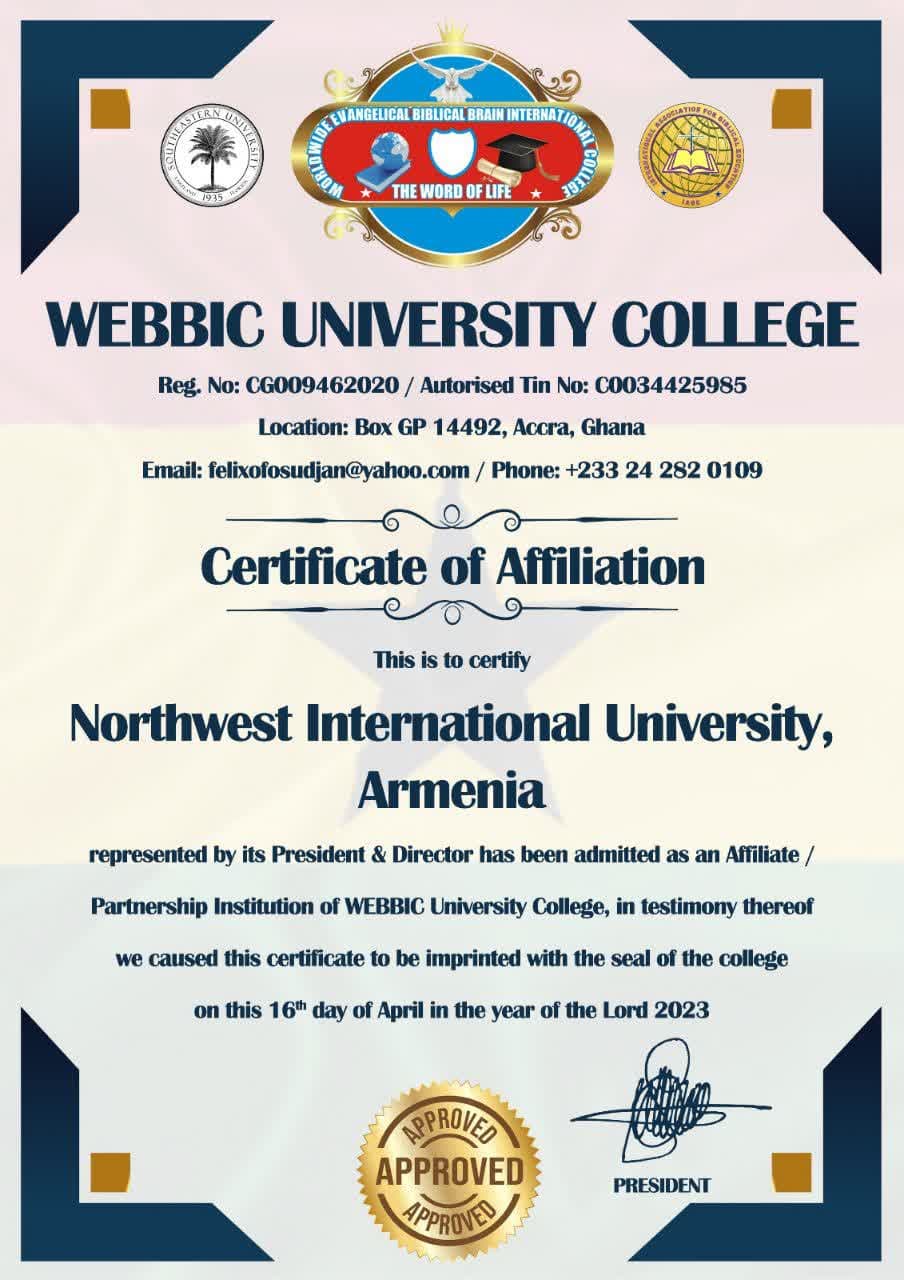 SOUTHEASTERN UNIVERSITY
LAKELAND FLORIDA
1935
WORLDWIDE EVANGELICAL BIBLICAL BRAIN INTERNATIONAL COLLEGE
THE WORD OF LIFE
INTERNATIONAL ASSOCIATION FOR BIBLICAL EDUCATION
IABE
WEBBIC UNIVERSITY COLLEGE
Reg. No: CG009462020 / Autorised Tin No: C0034425985
Location: Box GP 14492, Accra, Ghana
Email: felixofosudjan@yahoo.com / Phone: +233 24 282 0109
Certificate of Affiliation
This is to certify
Northwest International University,
Armenia
represented by its President & Director has been admitted as an Affiliate /
Partnership Institution of WEBBIC University College, in testimony thereof
we caused this certificate to be imprinted with the seal of the college
on this 16th day of April in the year of the Lord 2023
APPROVED
APPROVED
APPROVED
PRESIDENT